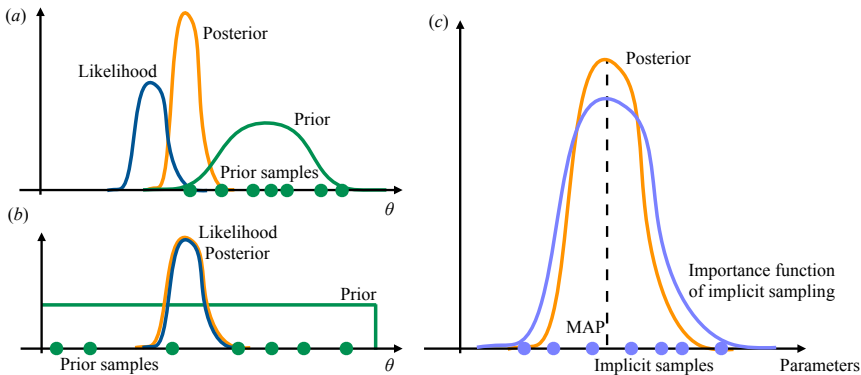 (a)
Posterior
Likelihood
Prior
Prior samples
θ
(b)
Likelihood
Posterior
Prior
Prior samples
θ
(c)
Posterior
Importance function
of implicit sampling
MAP
Implicit samples
Parameters